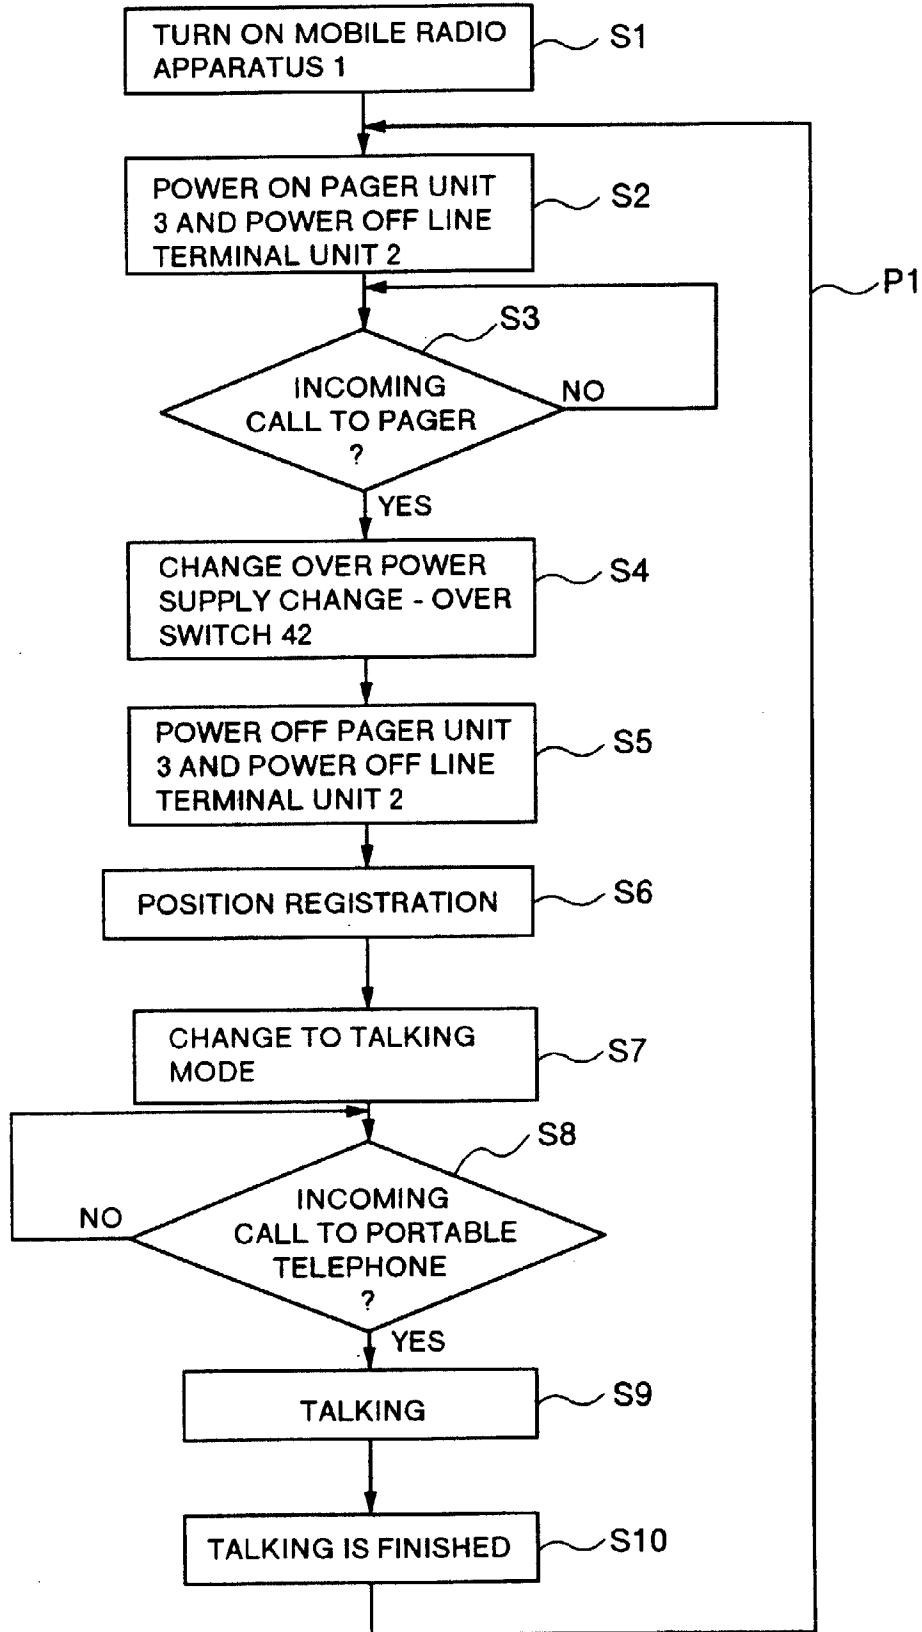 TURN ON MOBILE RADIO
APPARATUS 1
S1
POWER ON PAGER UNIT
3 AND POWER OFF LINE
TERMINAL UNIT 2
S2
P1
S3
INCOMING
CALL TO PAGER
?
NO
YES
CHANGE OVER POWER
SUPPLY CHANGE - OVER
SWITCH 42
S4
POWER OFF PAGER UNIT
3 AND POWER OFF LINE
TERMINAL UNIT 2
S5
POSITION REGISTRATION
S6
CHANGE TO TALKING
MODE
S7
S8
INCOMING
CALL TO PORTABLE
TELEPHONE
?
NO
YES
TALKING
S9
TALKING IS FINISHED
S10